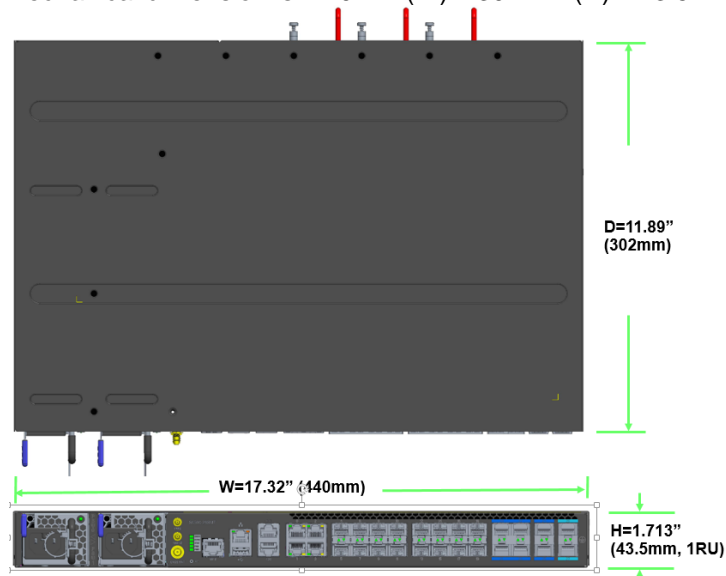 D=11.89”
(302mm)
W=17.32” (440mm)
H=1.713”
(43.5mm, 1RU)